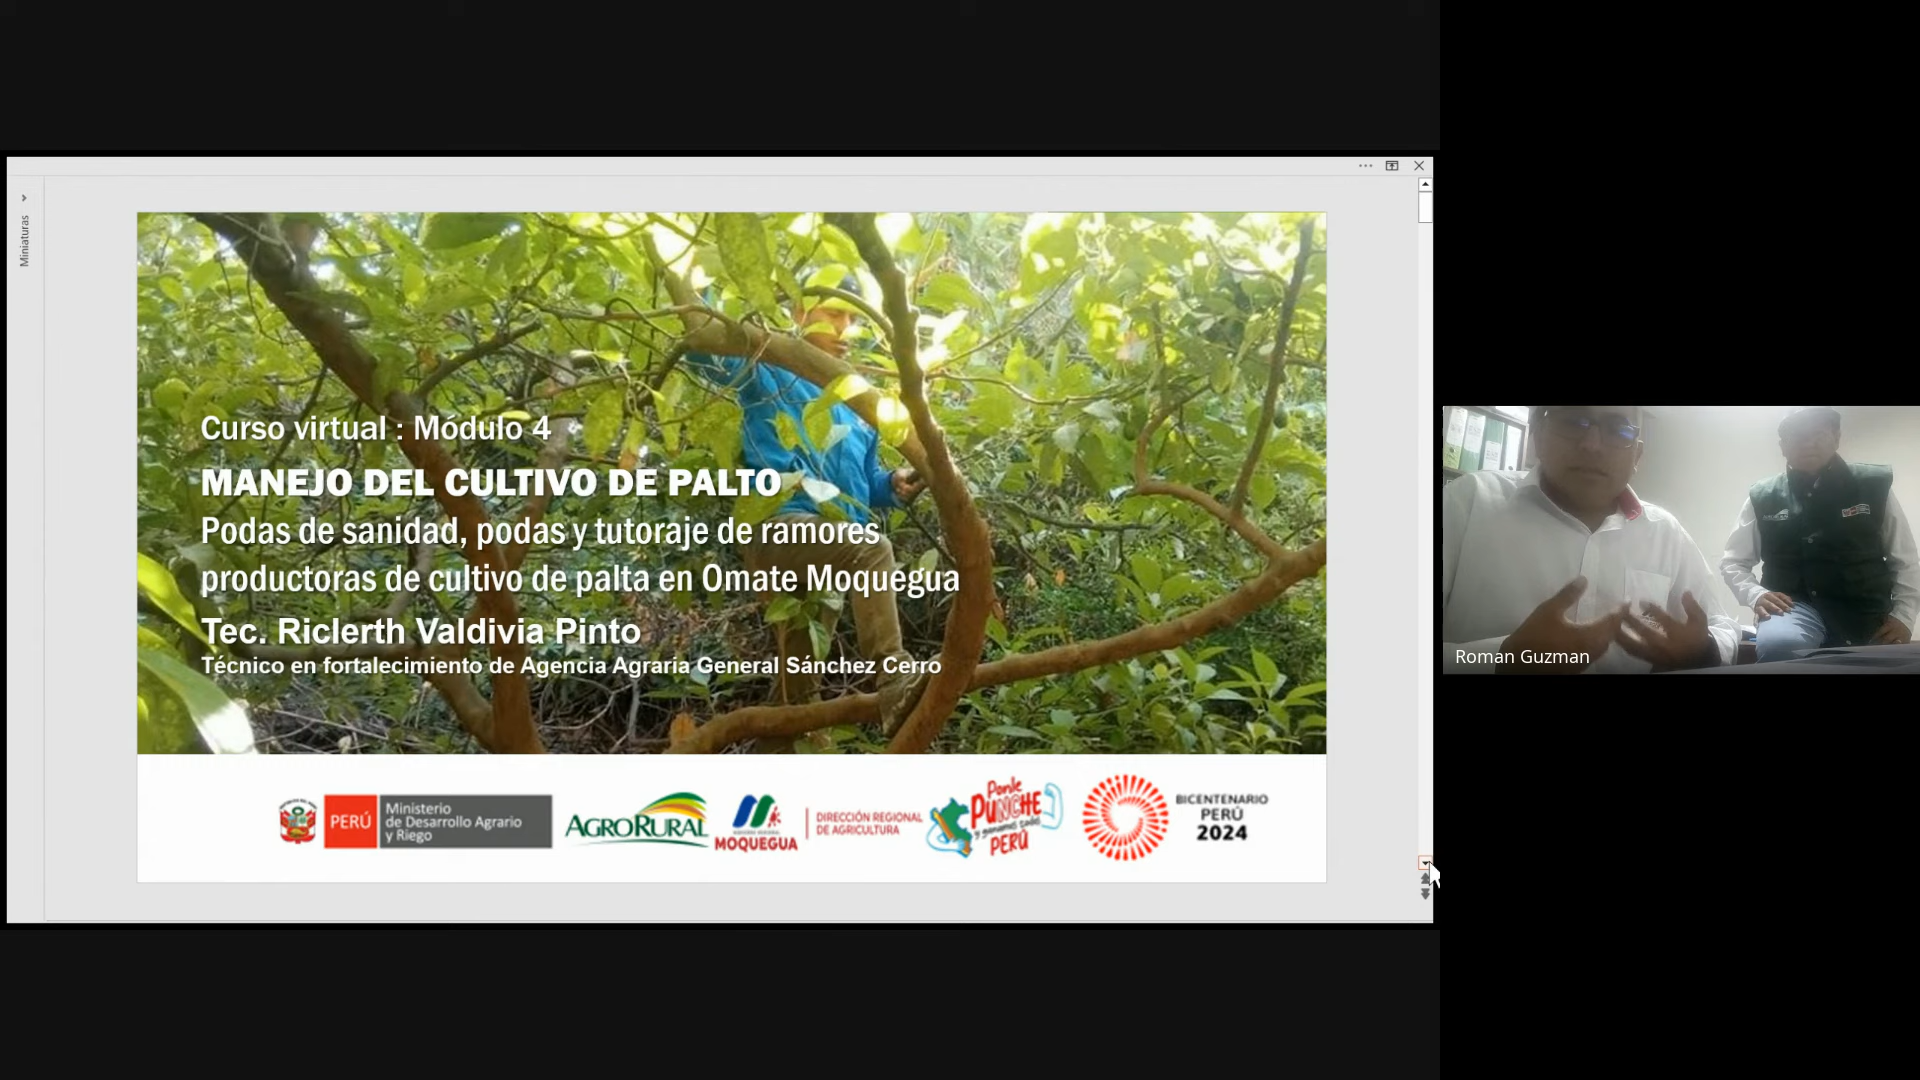 Miniaturas
Curso virtual : Módulo 4
MANEJO DEL CULTIVO DE PALTO
Podas de sanidad, podas y tutoraje de ramores
productoras de cultivo de palta en Omate Moquegua
Tec. Riclerth Valdivia Pinto
Técnico en fortalecimiento de Agencia Agraria General Sánchez Cerro
PERÚ
Ministerio
de Desarrollo Agrario
y Riego
AGRORURAL
MOQUEGUA
DIRECCIÓN REGIONAL
DE AGRICULTURA
Ponle
PUNCHE
PERÚ
BICENTENARIO
PERÚ
2024
Roman Guzman